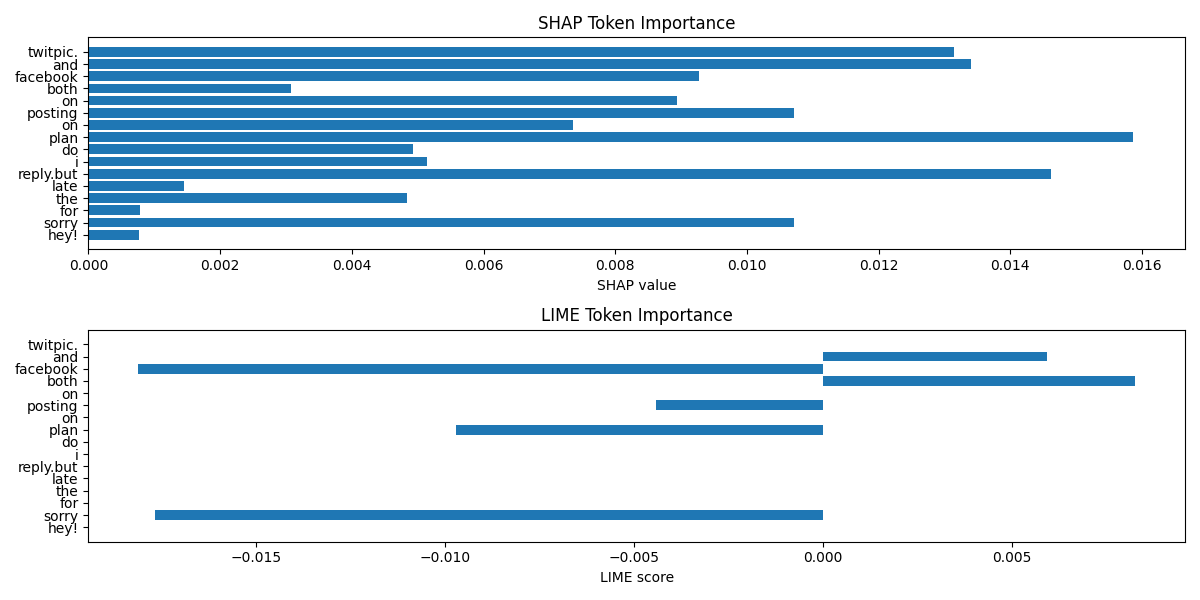 SHAP Token Importance
twitpic.
and
facebook
both
on
posting
on
plan
do
i
reply.but
late
the
for
sorry
hey!
0.000 0.002 0.004 0.006 0.008 0.010 0.012 0.014 0.016
SHAP value
LIME Token Importance
twitpic.
and
facebook
both
on
posting
on
plan
do
i
reply.but
late
the
for
sorry
hey!
−0.015 −0.010 −0.005 0.000 0.005
LIME score